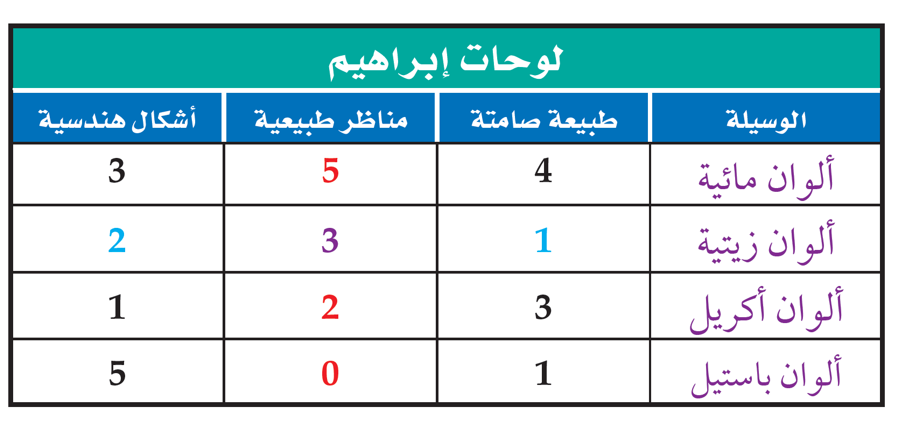 لوحات إبراهيم
الوسيلة طبيعة صامتة مناظر طبيعية أشكال هندسية
ألوان مائية 4 5 3
ألوان زيتية 1 3 2
ألوان أكريل 3 2 1
ألوان باستيل 1 0 5